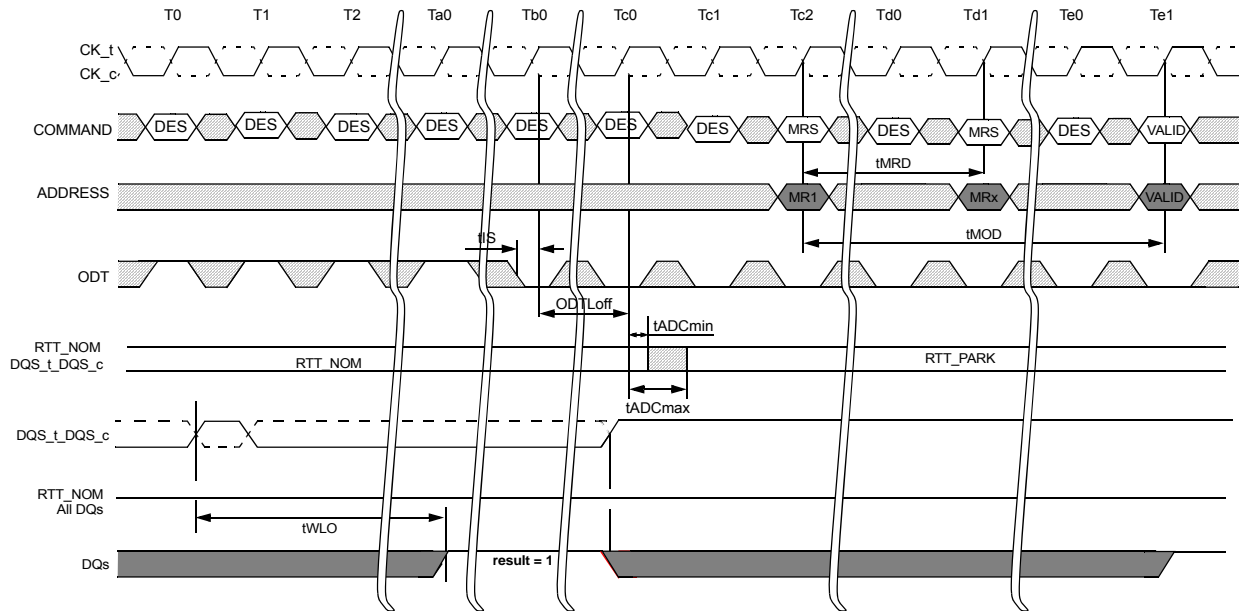 T0 T1 T2 Ta0 Tb0 Tc0 Tc1 Tc2 Td0 Td1 Te0 Te1
CK_t
CK_c
COMMAND DES DES DES DES DES DES DES MRS DES MRS DES VALID
tMRD
ADDRESS MR1 MRx VALID
tIS tMOD
ODT
ODTLoff
tADCmin
RTT_NOM
DQS_t_DQS_c RTT_NOM RTT_PARK
tADCmax
DQS_t_DQS_c
RTT_NOM
All DQs
tWLO
DQs result = 1